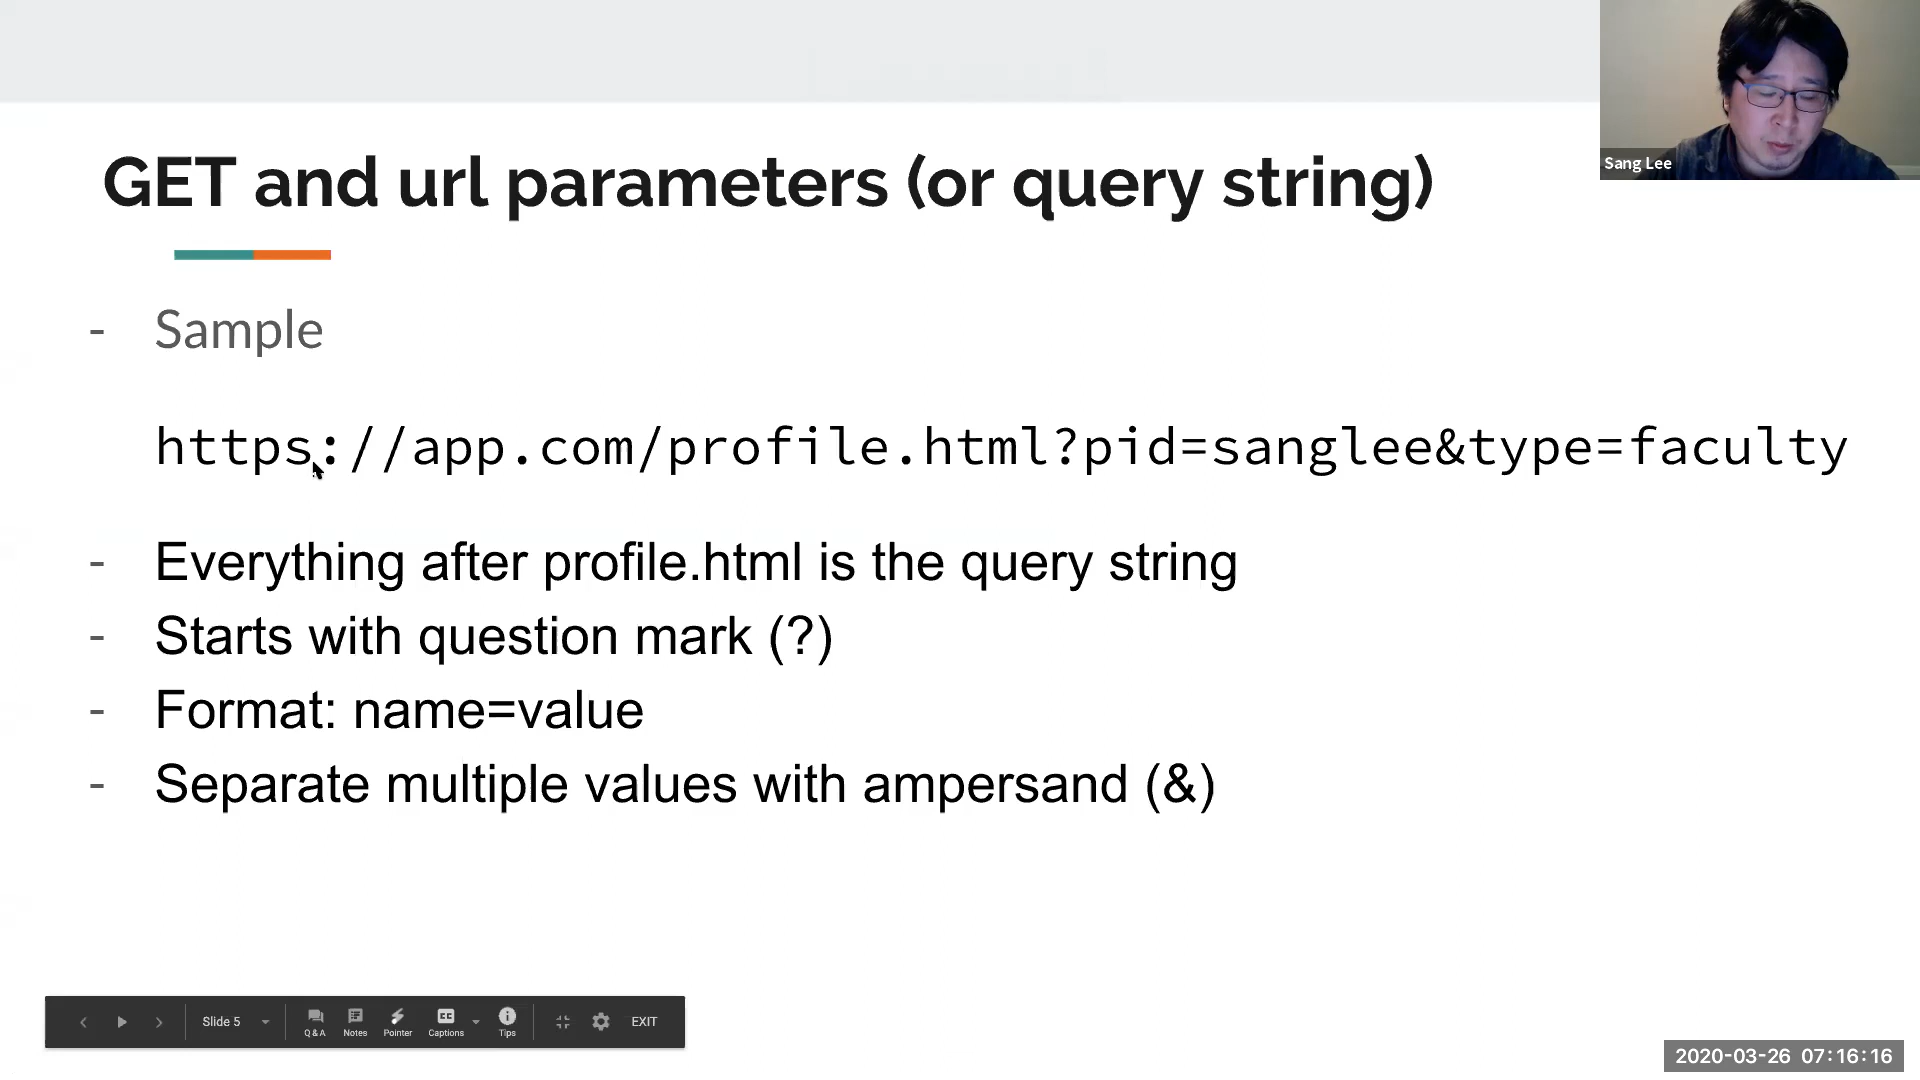 Sang Lee
GET and url parameters (or query string)
- Sample
https://app.com/profile.html?pid=sanglee&type=faculty
- Everything after profile.html is the query string
- Starts with question mark (?)
- Format: name=value
- Separate multiple values with ampersand (&)
Slide 5 Q&A Notes Pointer CC Captions Tips EXIT
2020-03-26 07:16:16